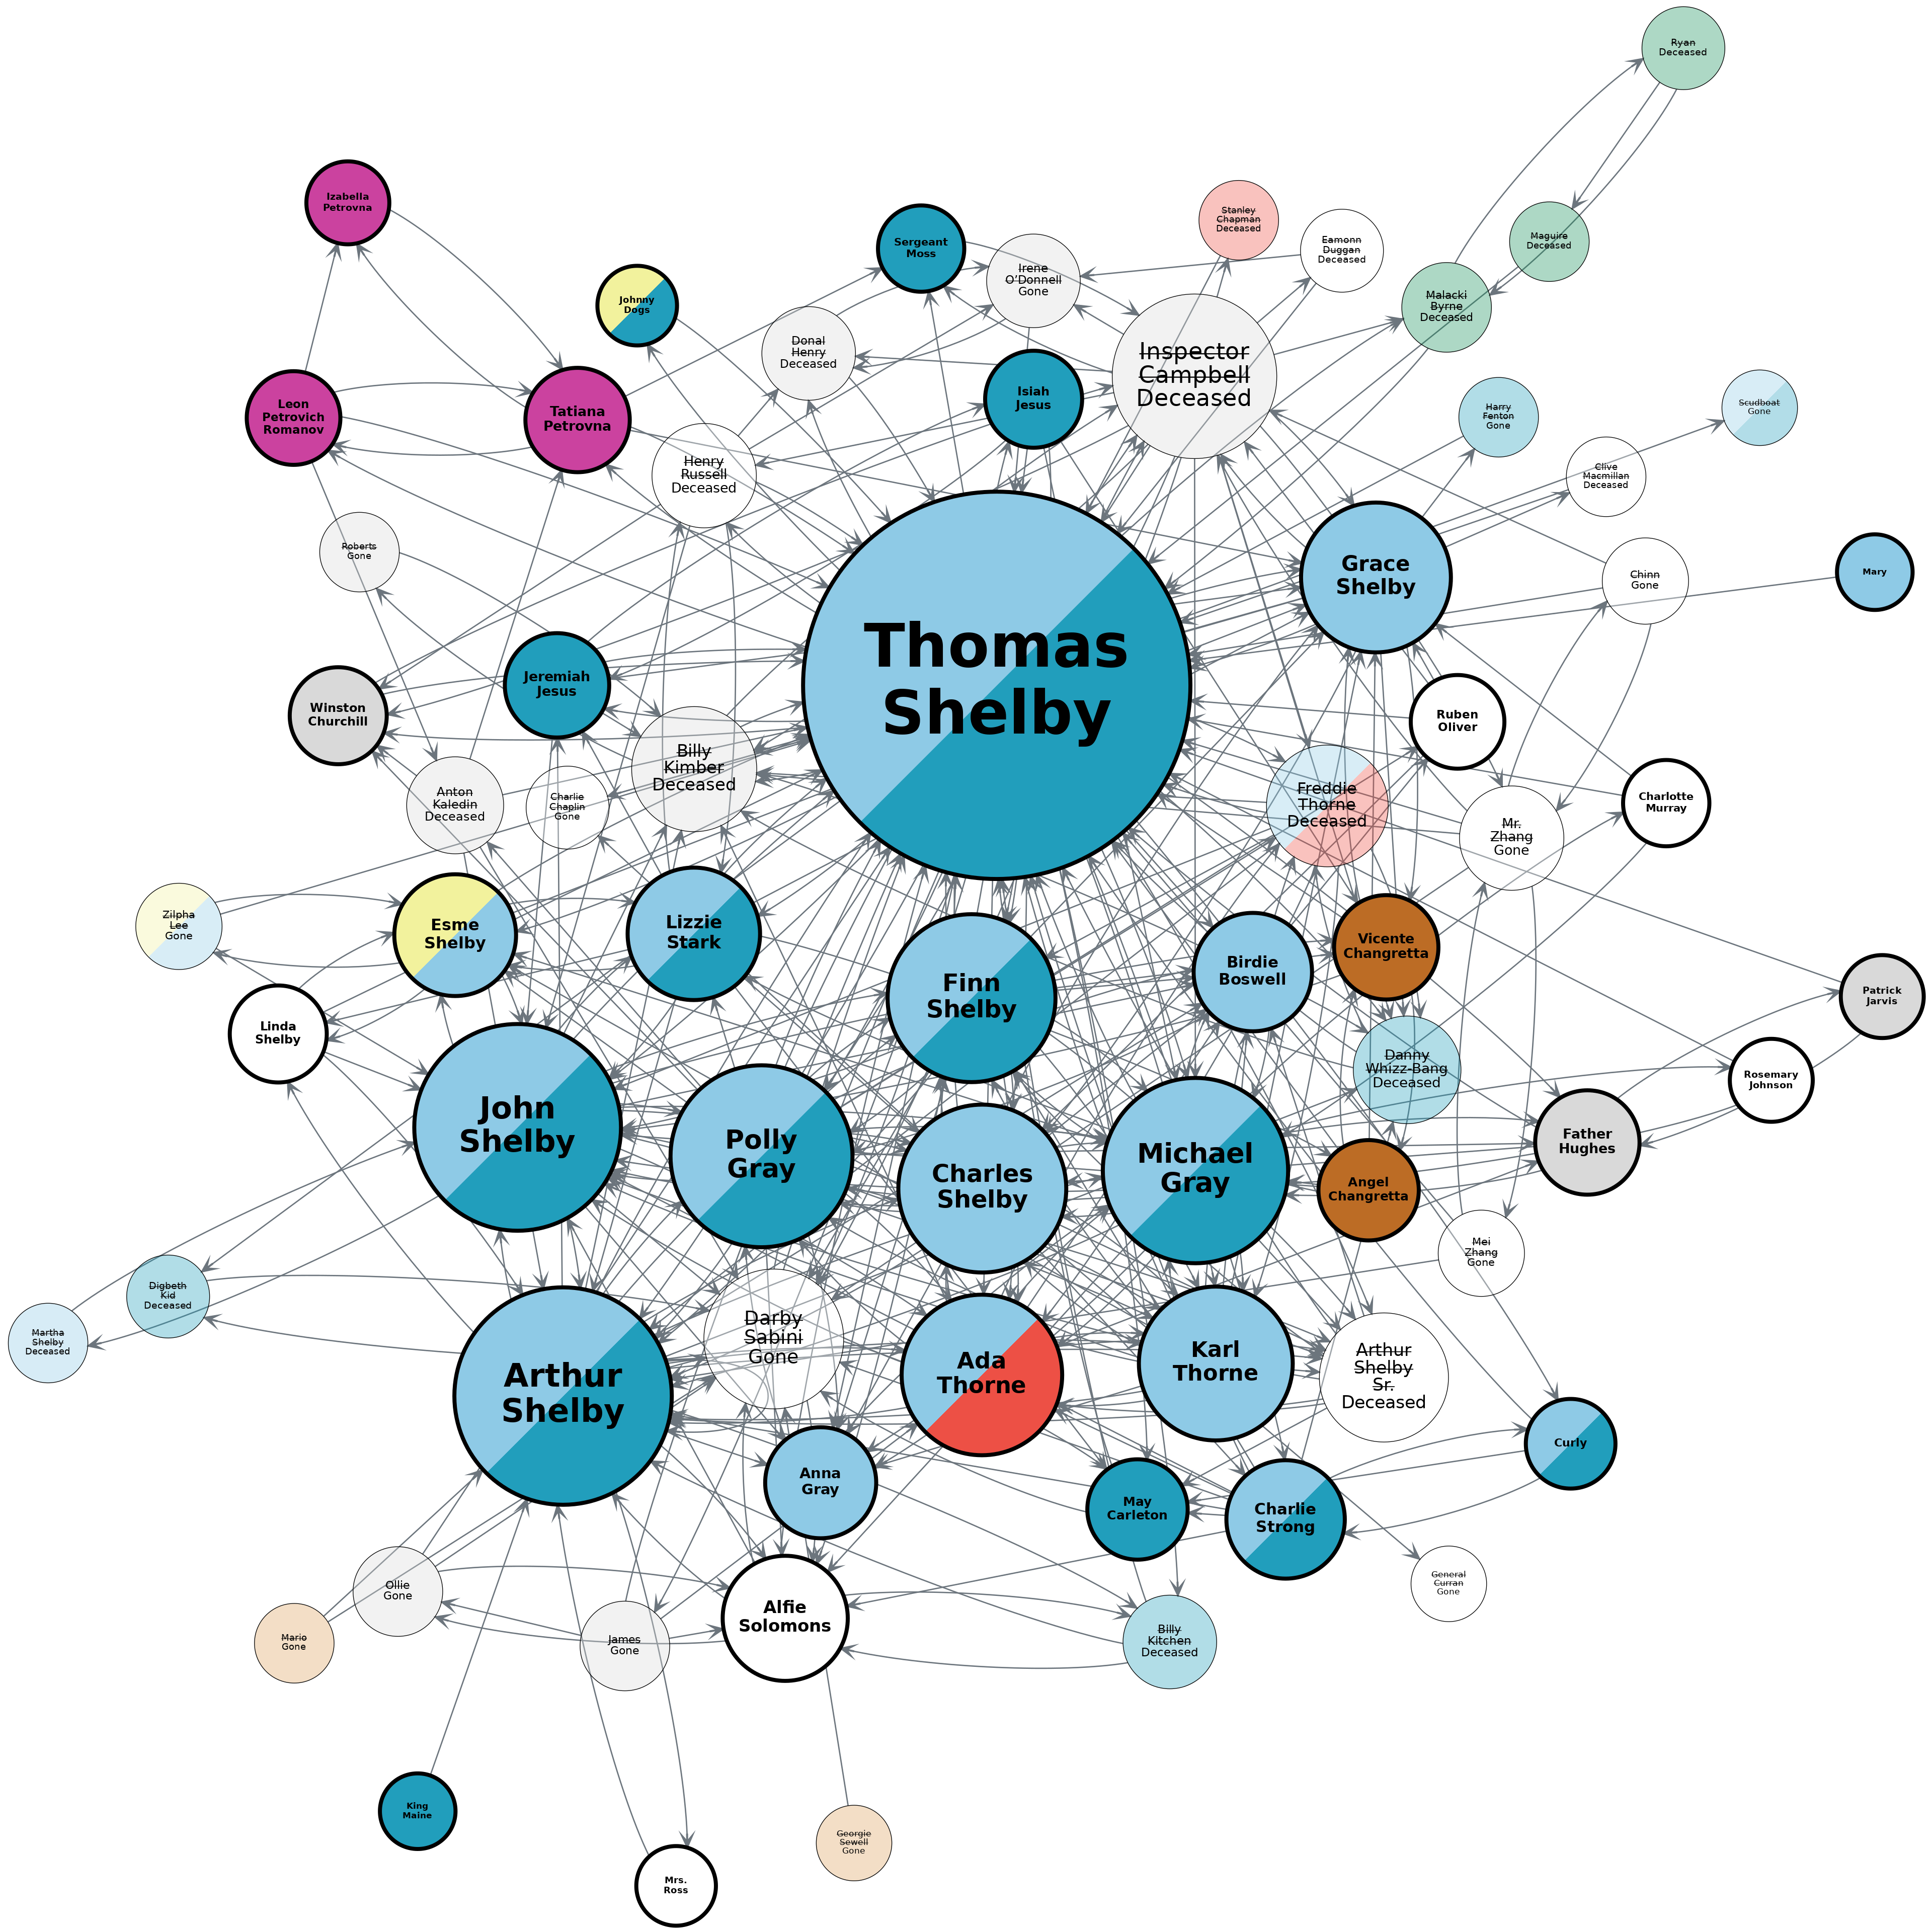 Ryan
Deceased
Izabella
Petrovna
Stanley
Chapman
Deceased
Eamonn
Duggan
Deceased
Maguire
Deceased
Sergeant
Moss
Irene
O'Donnell
Gone
Johnny
Dogs
Malacki
Byrne
Deceased
Donal
Henry
Deceased
Inspector
Campbell
Deceased
Isiah
Jesus
Leon
Petrovich
Romanov
Tatiana
Petrovna
Harry
Fenton
Gone
Scudboat
Gone
Henry
Russell
Deceased
Clive
Macmillan
Deceased
Roberts
Gone
Grace
Shelby
Chinn
Gone
Mary
Thomas
Shelby
Jeremiah
Jesus
Winston
Churchill
Ruben
Oliver
Billy
Kimber
Deceased
Anton
Kaledin
Deceased
Charlie
Chaplin
Gone
Freddie
Thorne
Deceased
Charlotte
Murray
Mr.
Zhang
Gone
Zilpha
Lee
Gone
Esme
Shelby
Lizzie
Stark
Vicente
Changretta
Birdie
Boswell
Finn
Shelby
Patrick
Jarvis
Linda
Shelby
Danny
Whizz-Bang
Deceased
Rosemary
Johnson
John
Shelby
Polly
Gray
Father
Hughes
Michael
Gray
Charles
Shelby
Angel
Changretta
Mei
Zhang
Gone
Digbeth
Kid
Deceased
Martha
Shelby
Deceased
Darby
Sabini
Gone
Ada
Thorne
Karl
Thorne
Arthur
Shelby
Sr.
Deceased
Arthur
Shelby
Curly
Anna
Gray
May
Carleton
Charlie
Strong
General
Curran
Gone
Ollie
Gone
Alfie
Solomons
Billy
Kitchen
Deceased
Mario
Gone
James
Gone
King
Maine
Georgie
Sewell
Gone
Mrs.
Ross